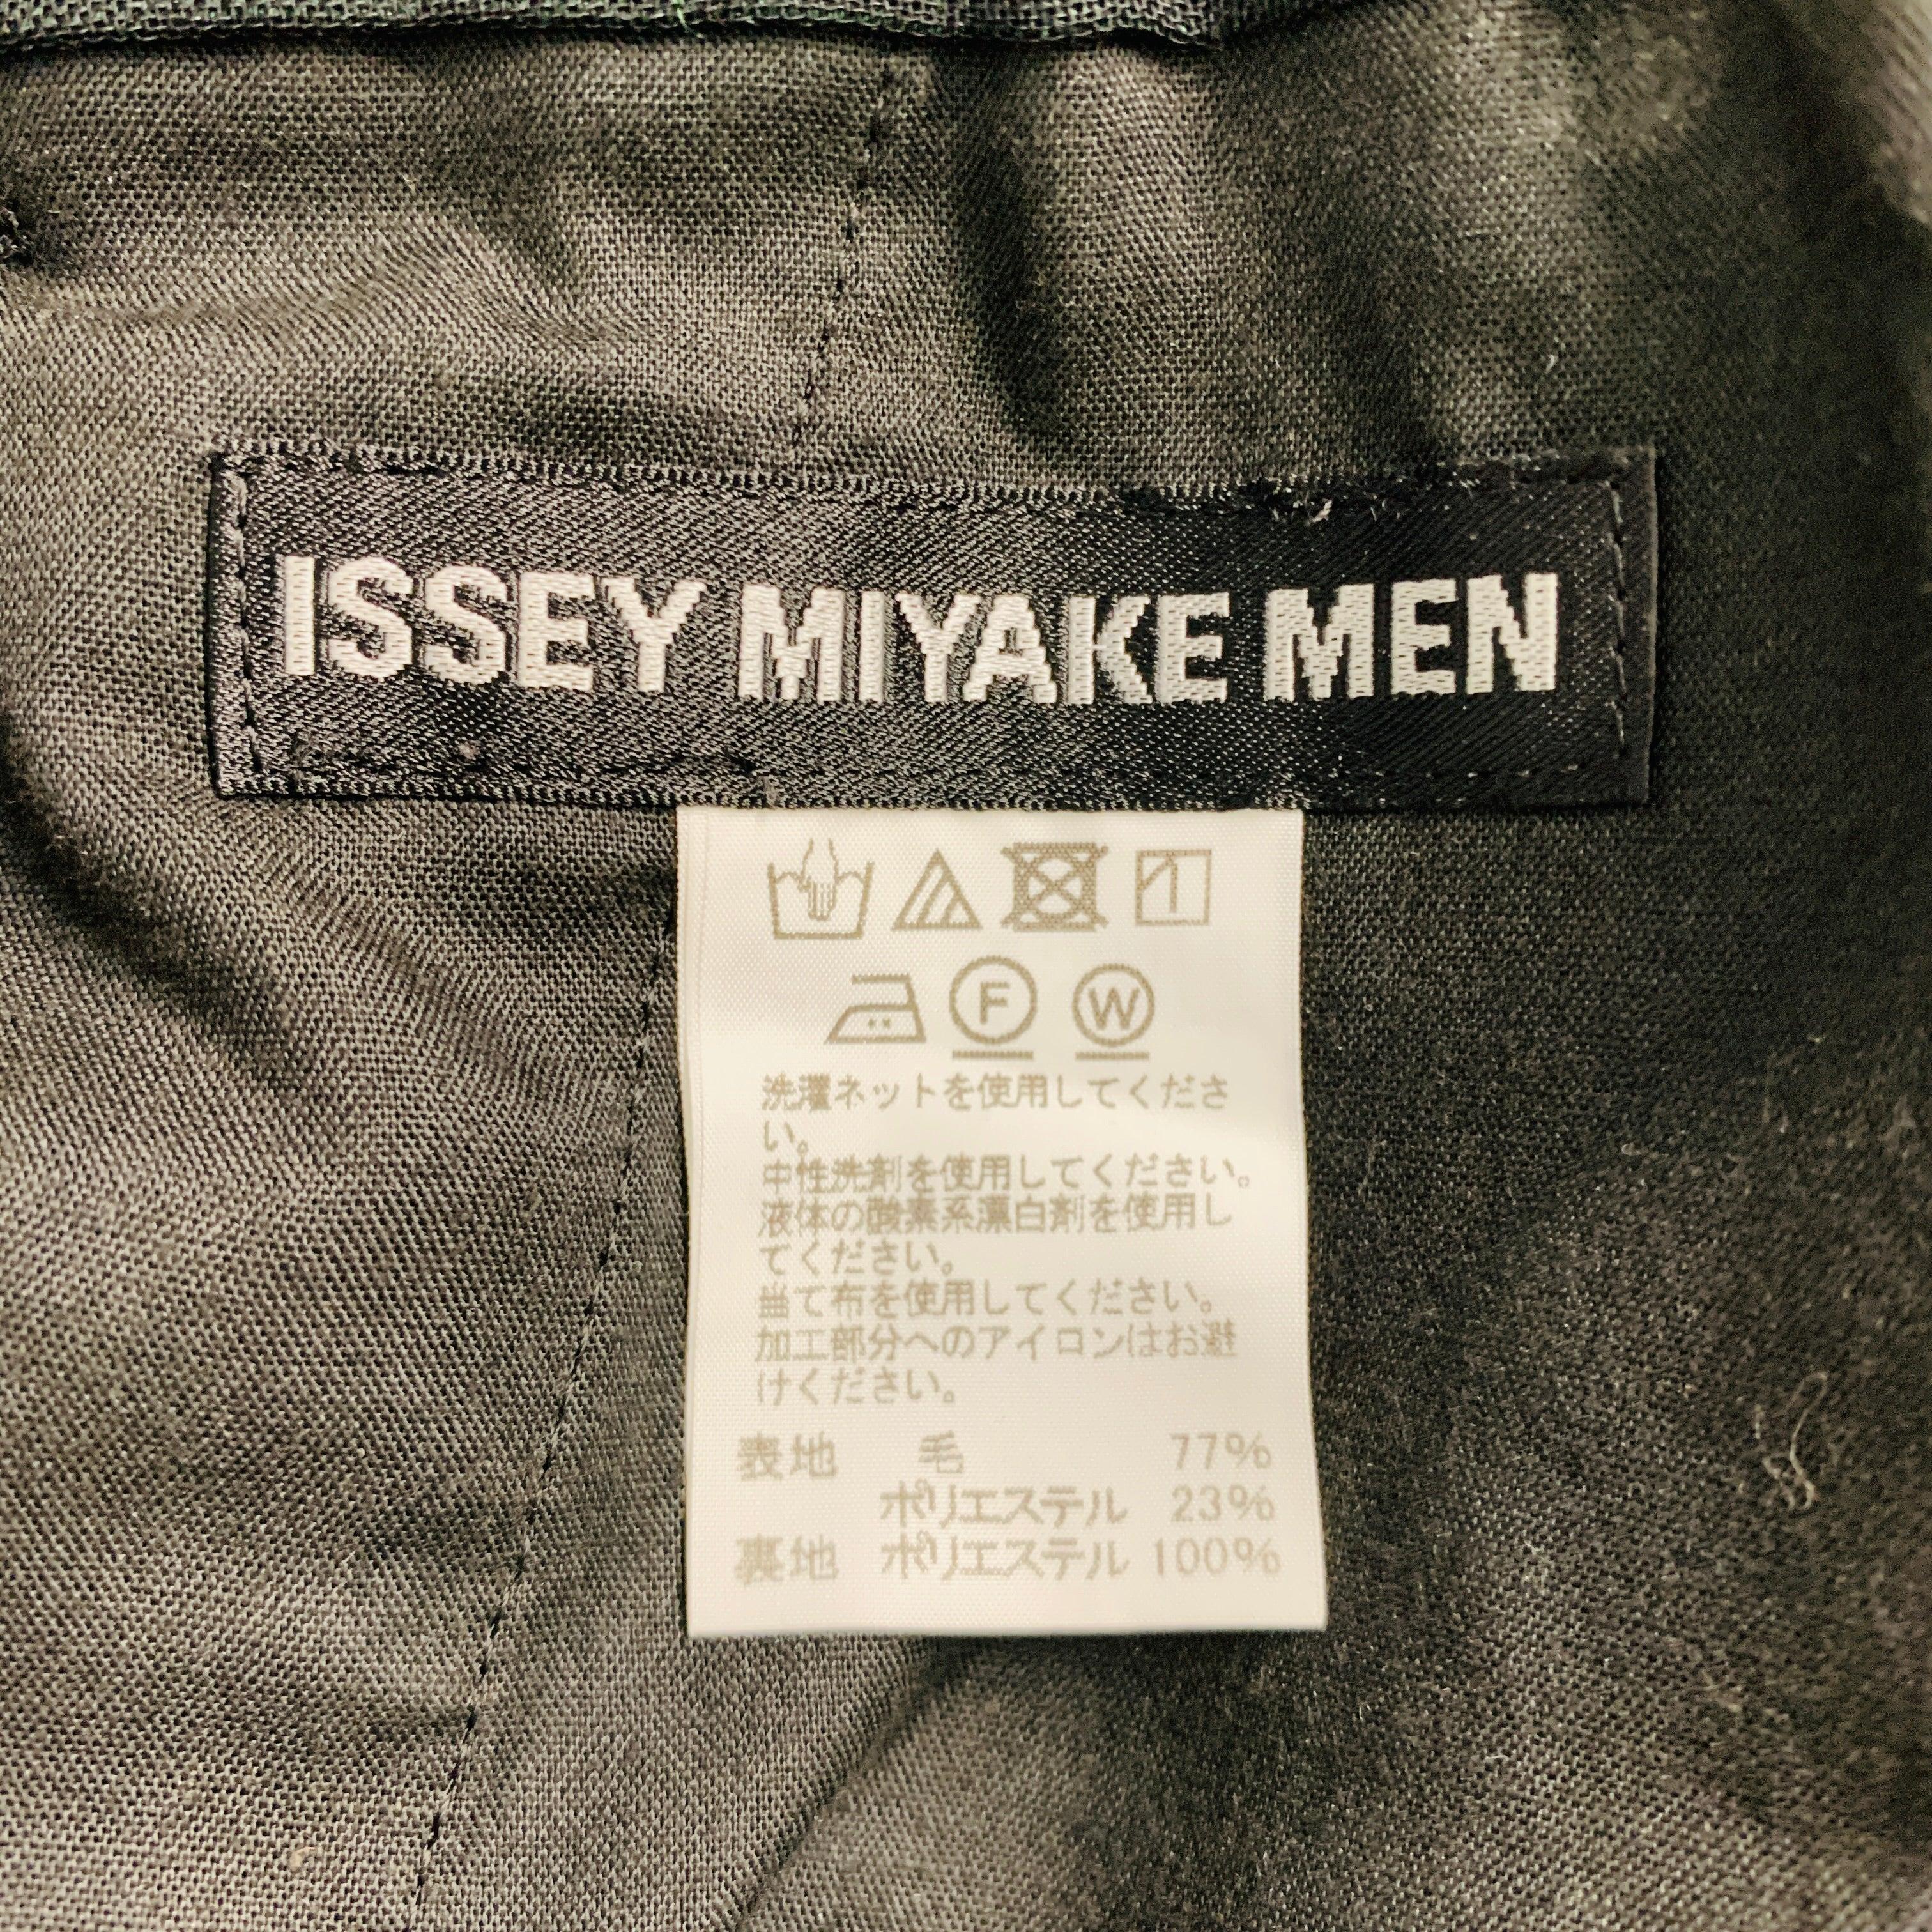 ISSEY MIYAKE MEN
F W
洗濯ネットを使用してくださ
い。
中性洗剤を使用してください。
液体の酸素系漂白剤を使用し
てください。
当て布を使用してください。
加工部分へのアイロンはお避
けください。
表地 毛 77%
ポリエステル 23%
裏地 ポリエステル 100%